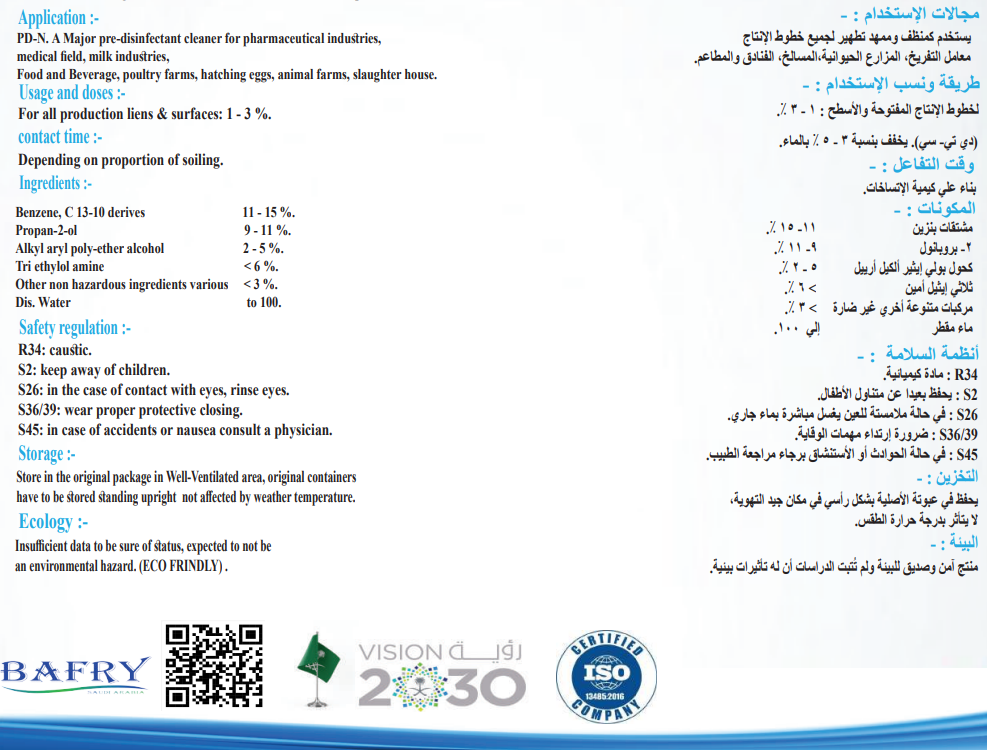 Application :-
PD-N. A Major pre-disinfectant cleaner for pharmaceutical industries,
medical field, milk industries,
Food and Beverage, poultry farms, hatching eggs, animal farms, slaughter house.
Usage and doses :-
For all production liens & surfaces: 1 - 3 %.
contact time :-
Depending on proportion of soiling.
Ingredients :-
Benzene, C 13-10 derives 11 - 15 %.
Propan-2-ol 9 - 11 %.
Alkyl aryl poly-ether alcohol 2 - 5 %.
Tri ethylol amine < 6 %.
Other non hazardous ingredients various < 3 %.
Dis. Water to 100.
Safety regulation :-
R34: caustic.
S2: keep away of children.
S26: in the case of contact with eyes, rinse eyes.
S36/39: wear proper protective closing.
S45: in case of accidents or nausea consult a physician.
Storage :-
Store in the original package in Well-Ventilated area, original containers
have to be stored standing upright not affected by weather temperature.
Ecology :-
Insufficient data to be sure of status, expected to not be
an environmental hazard. (ECO FRINDLY) .
مجالات الإستخدام : -
يستخدم كمنظف وممهد تطهير لجميع خطوط الإنتاج
معامل التفريخ، المزارع الحيوانية،المسالخ، الفنادق والمطاعم.
طريقة ونسب الإستخدام : -
لخطوط الإنتاج المفتوحة والأسطح : ١ - ٣ ٪.
(دي تي- سي). يخفف بنسبة ٣ - ٥ ٪ بالماء.
وقت التفاعل : -
بناء علي كيمية الإتساخات.
المكونات : -
مشتقات بنزين ١١- ١٥ ٪.
٢- بروبانول ٩- ١١ ٪.
كحول بولي إيثير ألكيل أرييل ٥ - ٢ ٪.
ثلاثي إيثيل أمين > ٦ ٪.
مركبات متنوعة أخري غير ضارة > ٣ ٪.
ماء مقطر إلي ١٠٠.
أنظمة السلامة : -
R34 : مادة كيميائية.
S2 : يحفظ بعيدا عن متناول الأطفال.
S26 : في حالة ملامستة للعين يغسل مباشرة بماء جاري.
S36/39 : ضرورة إرتداء مهمات الوقاية.
S45 : في حالة الحوادث أو الأستنشاق برجاء مراجعة الطبيب.
التخزين : -
يحفظ في عبوتة الأصلية بشكل رأسي في مكان جيد التهوية،
لا يتأثر بدرجة حرارة الطقس.
البيئة : -
منتج آمن وصديق للبيئة ولم تُثبت الدراسات أن له تأثيرات بيئية.
BAFRY
SAUDI ARABIA
VISION رؤيــة
2030
CERTIFIED
ISO
13485:2016
COMPANY